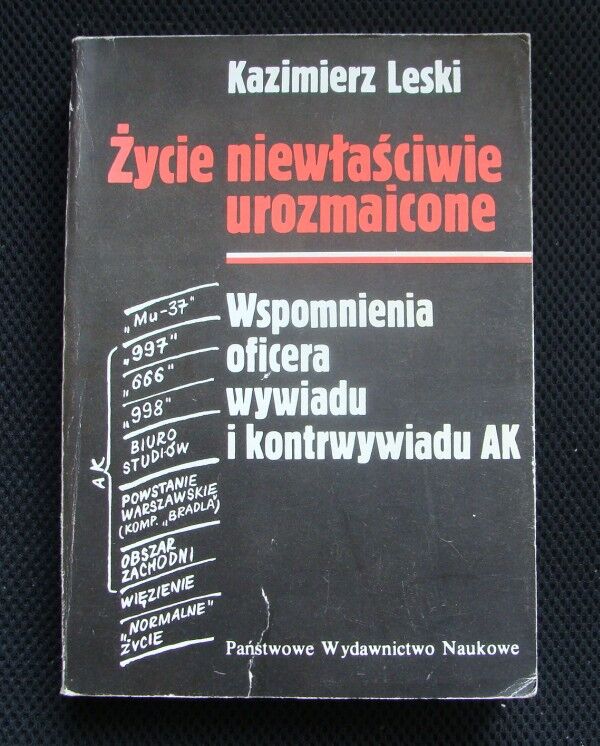 Kazimierz Leski
Życie niewłaściwie
urozmaicone
Wspomnienia
oficera
wywiadu
i kontrwywiadu AK
„Mu-37"
„997"
„666"
„998"
BIURO
STUDIÓW
AK
POWSTANIE
WARSZAWSKIE
(KOMP. „BRADLA")
OBSZAR
ZACHODNI
WIĘZIENIE
„NORMALNE"
ŻYCIE
Państwowe Wydawnictwo Naukowe